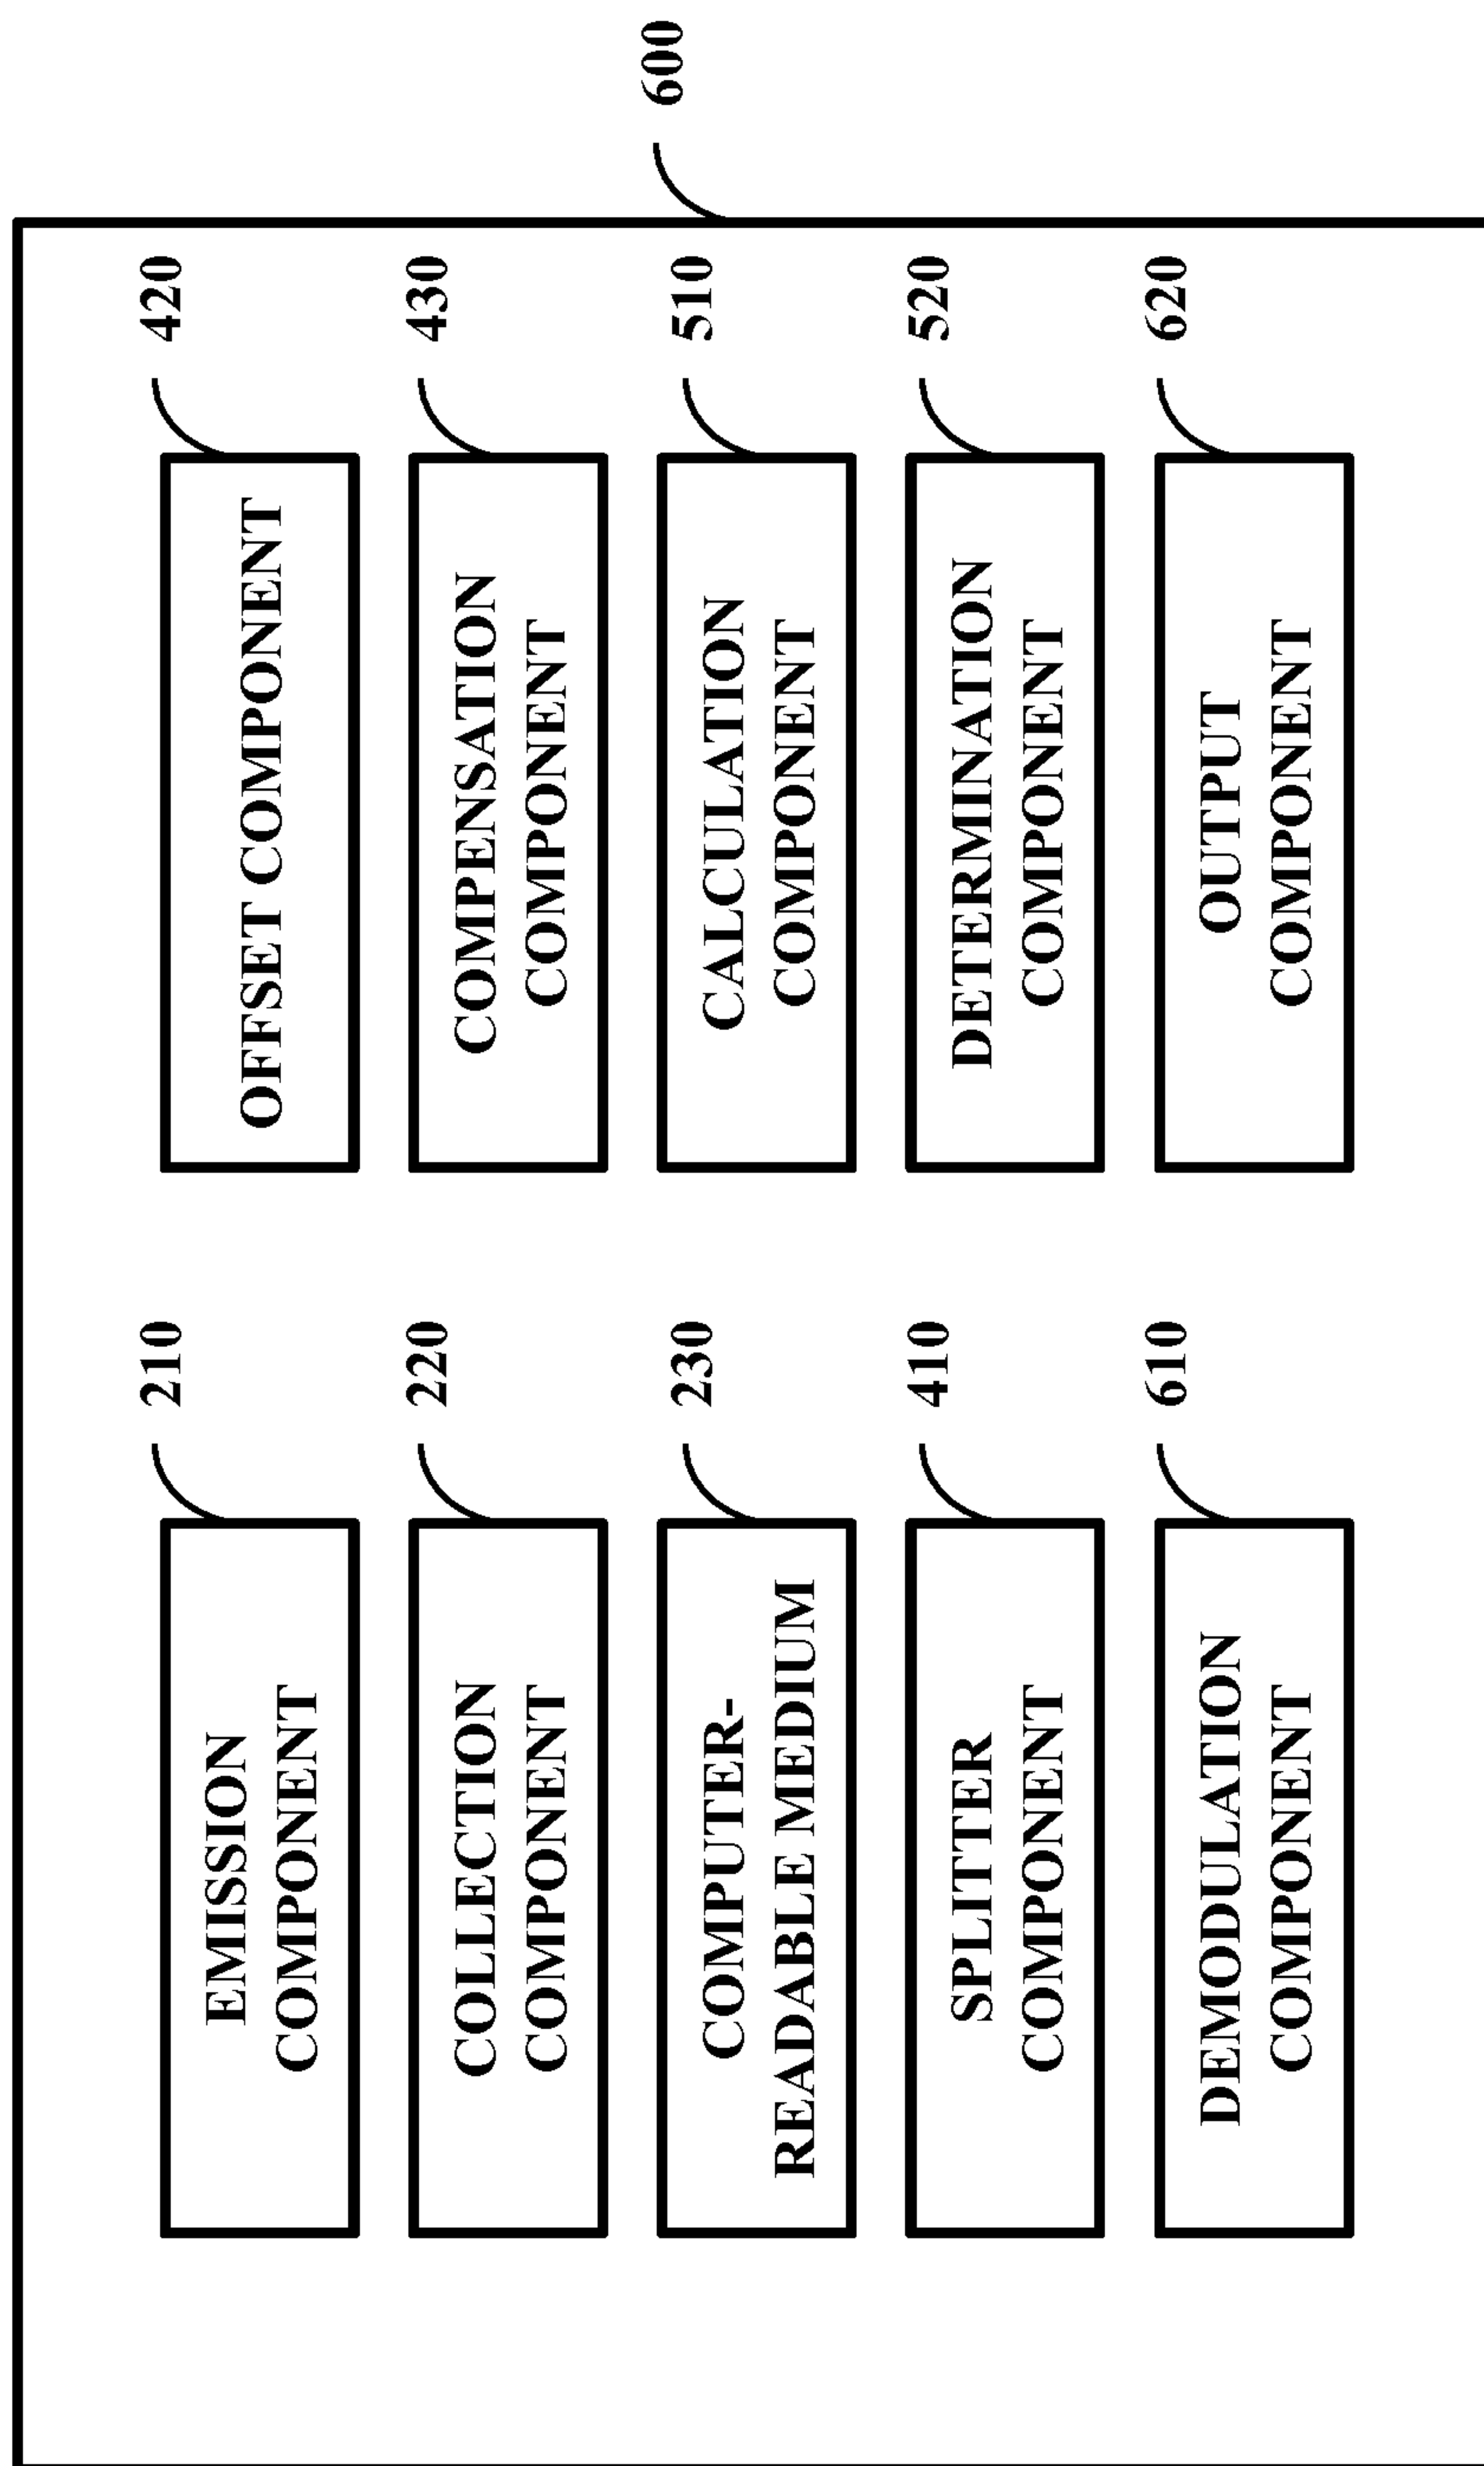 600
210
EMISSION
COMPONENT
420
OFFSET COMPONENT
220
COLLECTION
COMPONENT
430
COMPENSATION
COMPONENT
230
COMPUTER-
READABLE MEDIUM
510
CALCULATION
COMPONENT
410
SPLITTER
COMPONENT
520
DETERMINATION
COMPONENT
610
DEMODULATION
COMPONENT
620
OUTPUT
COMPONENT